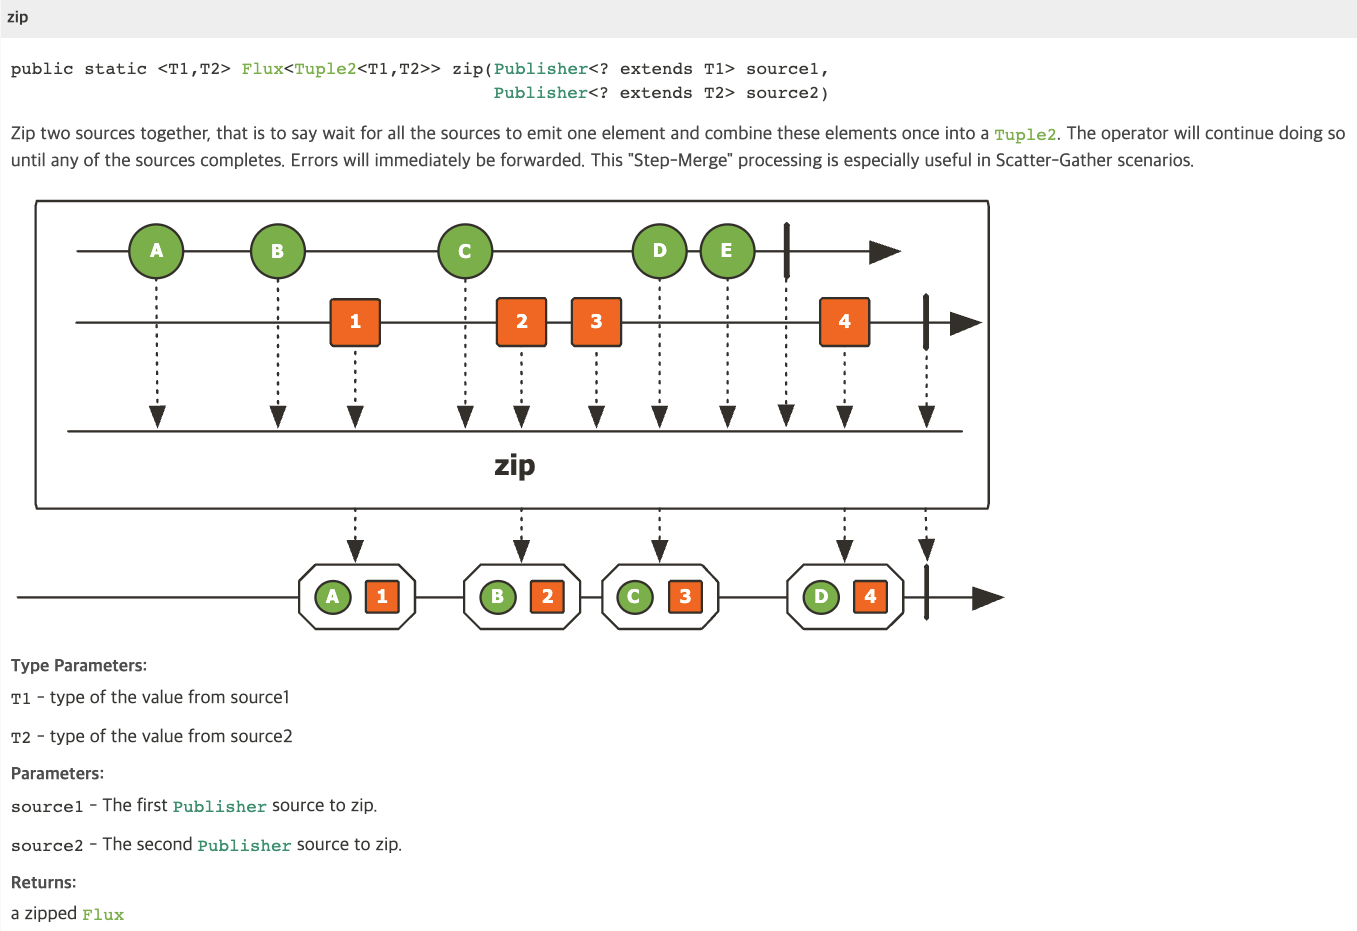 zip
public static <T1,T2> Flux<Tuple2<T1,T2>> zip(Publisher<? extends T1> source1,
Publisher<? extends T2> source2)
Zip two sources together, that is to say wait for all the sources to emit one element and combine these elements once into a Tuple2. The operator will continue doing so
until any of the sources completes. Errors will immediately be forwarded. This "Step-Merge" processing is especially useful in Scatter-Gather scenarios.
A B C D E
1 2 3 4
zip
A 1 B 2 C 3 D 4
Type Parameters:
T1 - type of the value from source1
T2 - type of the value from source2
Parameters:
source1 - The first Publisher source to zip.
source2 - The second Publisher source to zip.
Returns:
a zipped Flux